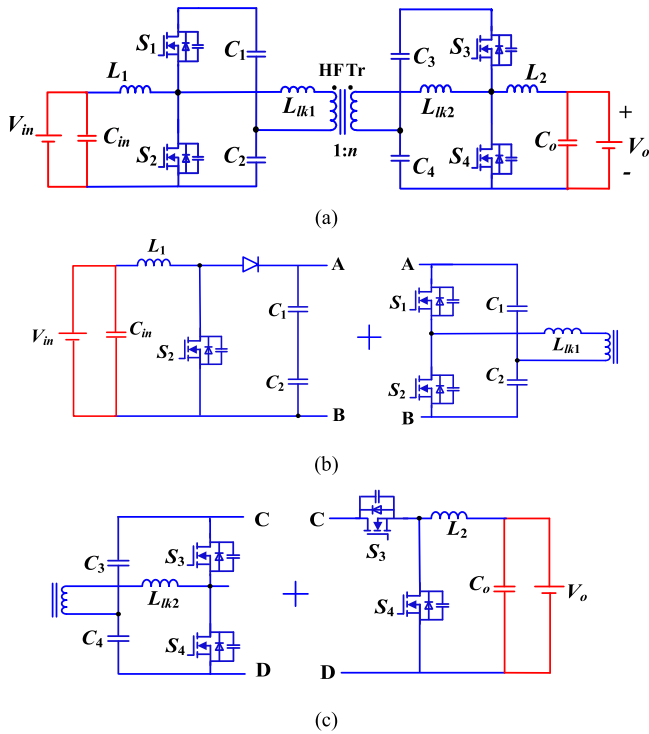 S1 C1 C3 S3
L1 HF Tr L2
Llk1 Llk2
Vin Cin + Co Vo -
S2 C2 1:n C4 S4
(a)
L1 A
Vin Cin S2 C1 C2
B
+
A
S1 C1
Llk1
S2 C2
B
(b)
C
C3 S3
Llk2
C4 S4
D
+
C S3 L2
S4 Co Vo
D
(c)